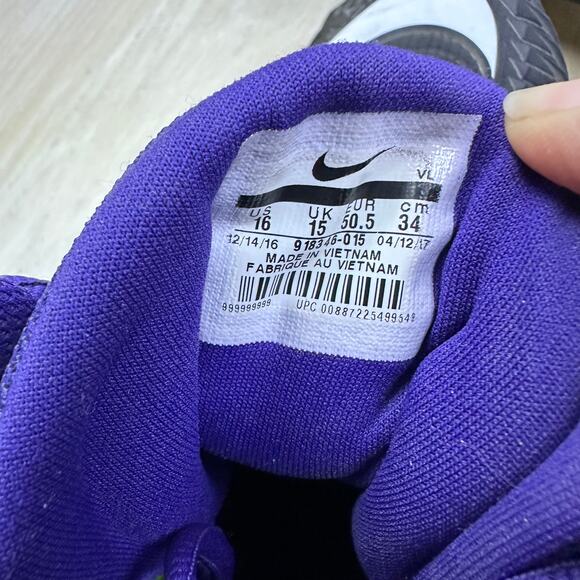 VL
US UK EUR cm
16 15 50.5 34
12/14/16 918346-015 04/12/17
MADE IN VIETNAM
FABRIQUE AU VIETNAM
9999999999 UPC 00887225499549